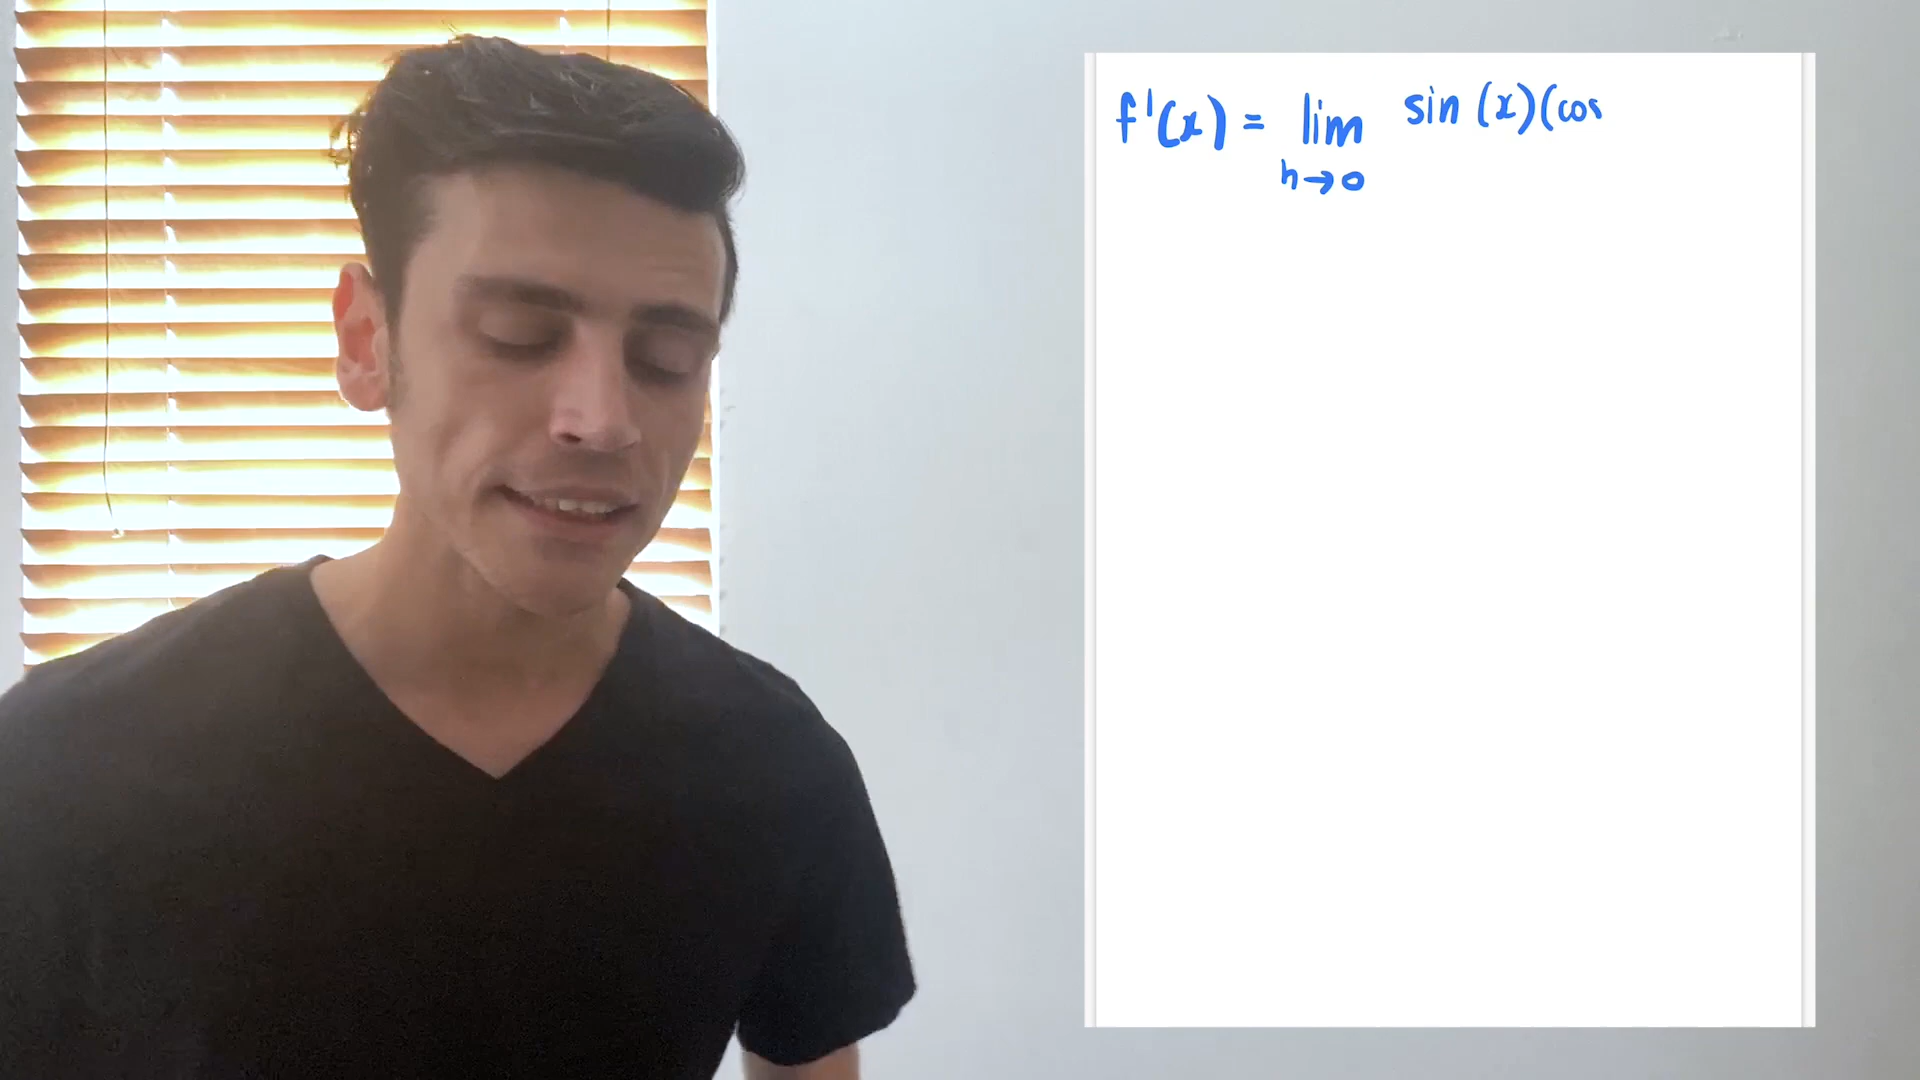 f'(x) = lim sin (x)(cos
h→0